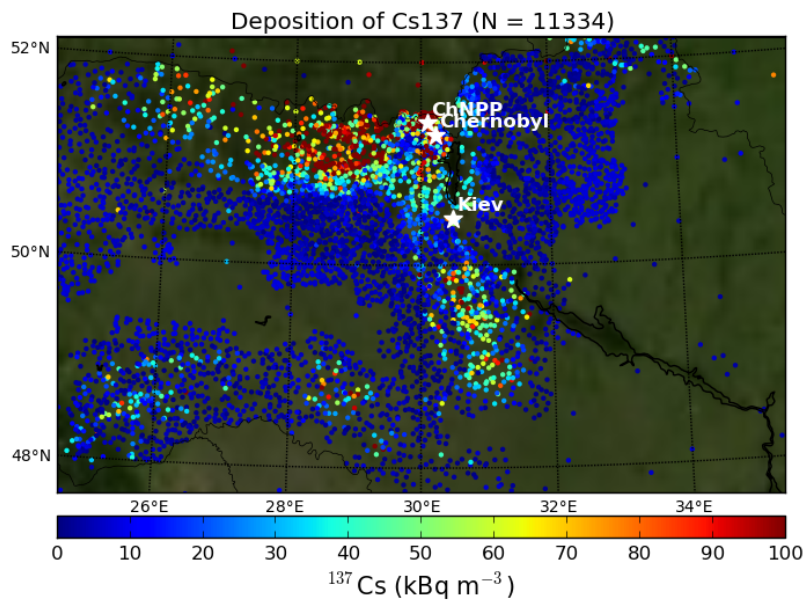 Deposition of Cs137 (N = 11334)
52°N
ChNPP
Chernobyl
Kiev
50°N
48°N
26°E 28°E 30°E 32°E 34°E
0 10 20 30 40 50 60 70 80 90 100
¹³⁷Cs (kBq m⁻³)